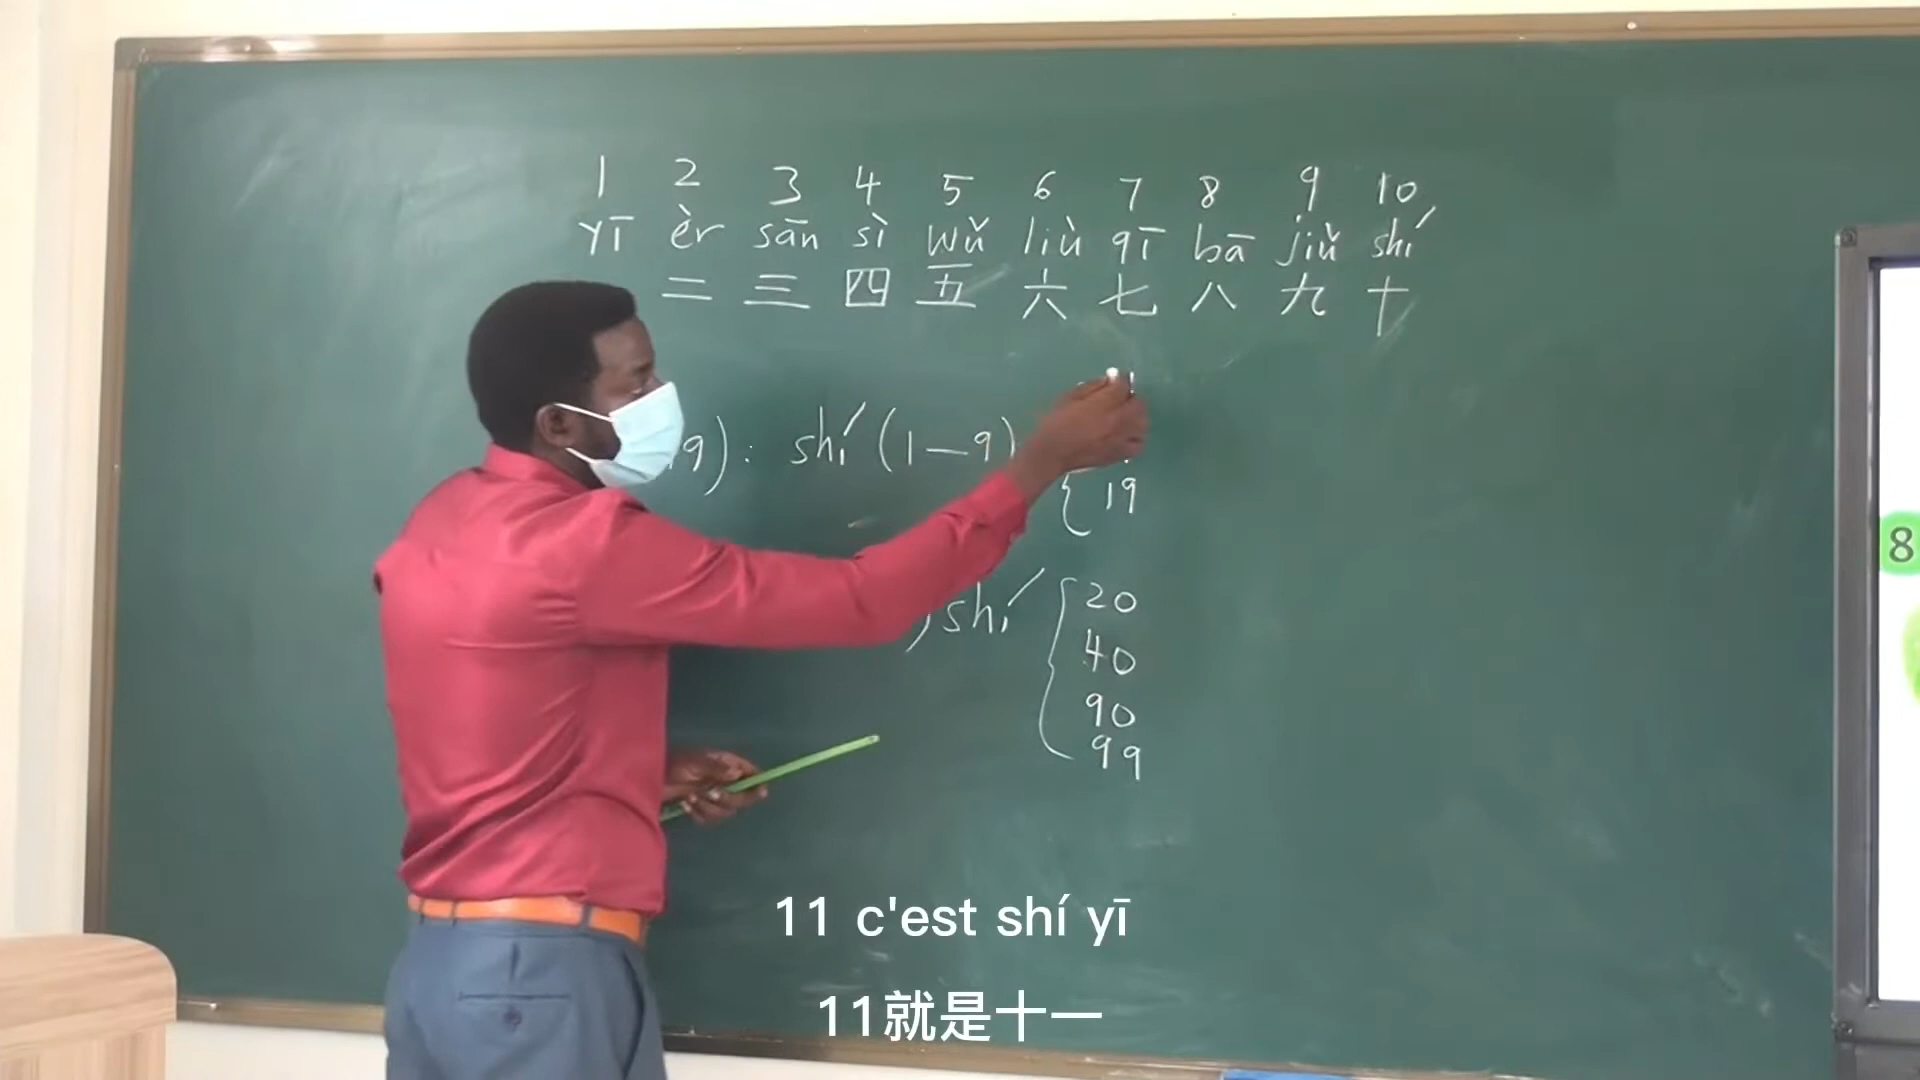 1 2 3 4 5 6 7 8 9 10
yī èr sān sì wǔ liù qī bā jiǔ shí
二 三 四 五 六 七 八 九 十
9): shí (1—9)
19
) shí { 20
40
90
99
8
11 c'est shí yī
11就是十一